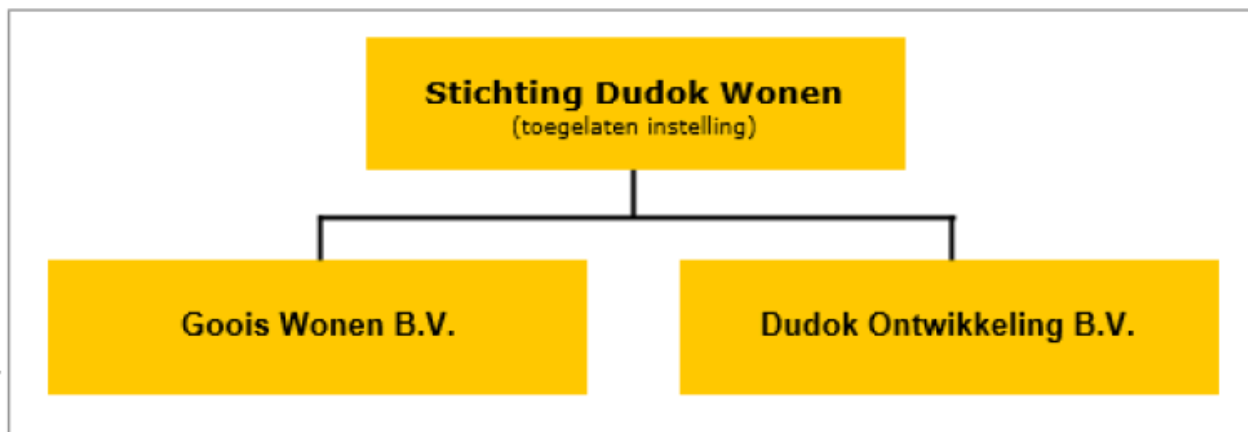 Stichting Dudok Wonen
(toegelaten instelling)
Goois Wonen B.V.
Dudok Ontwikkeling B.V.